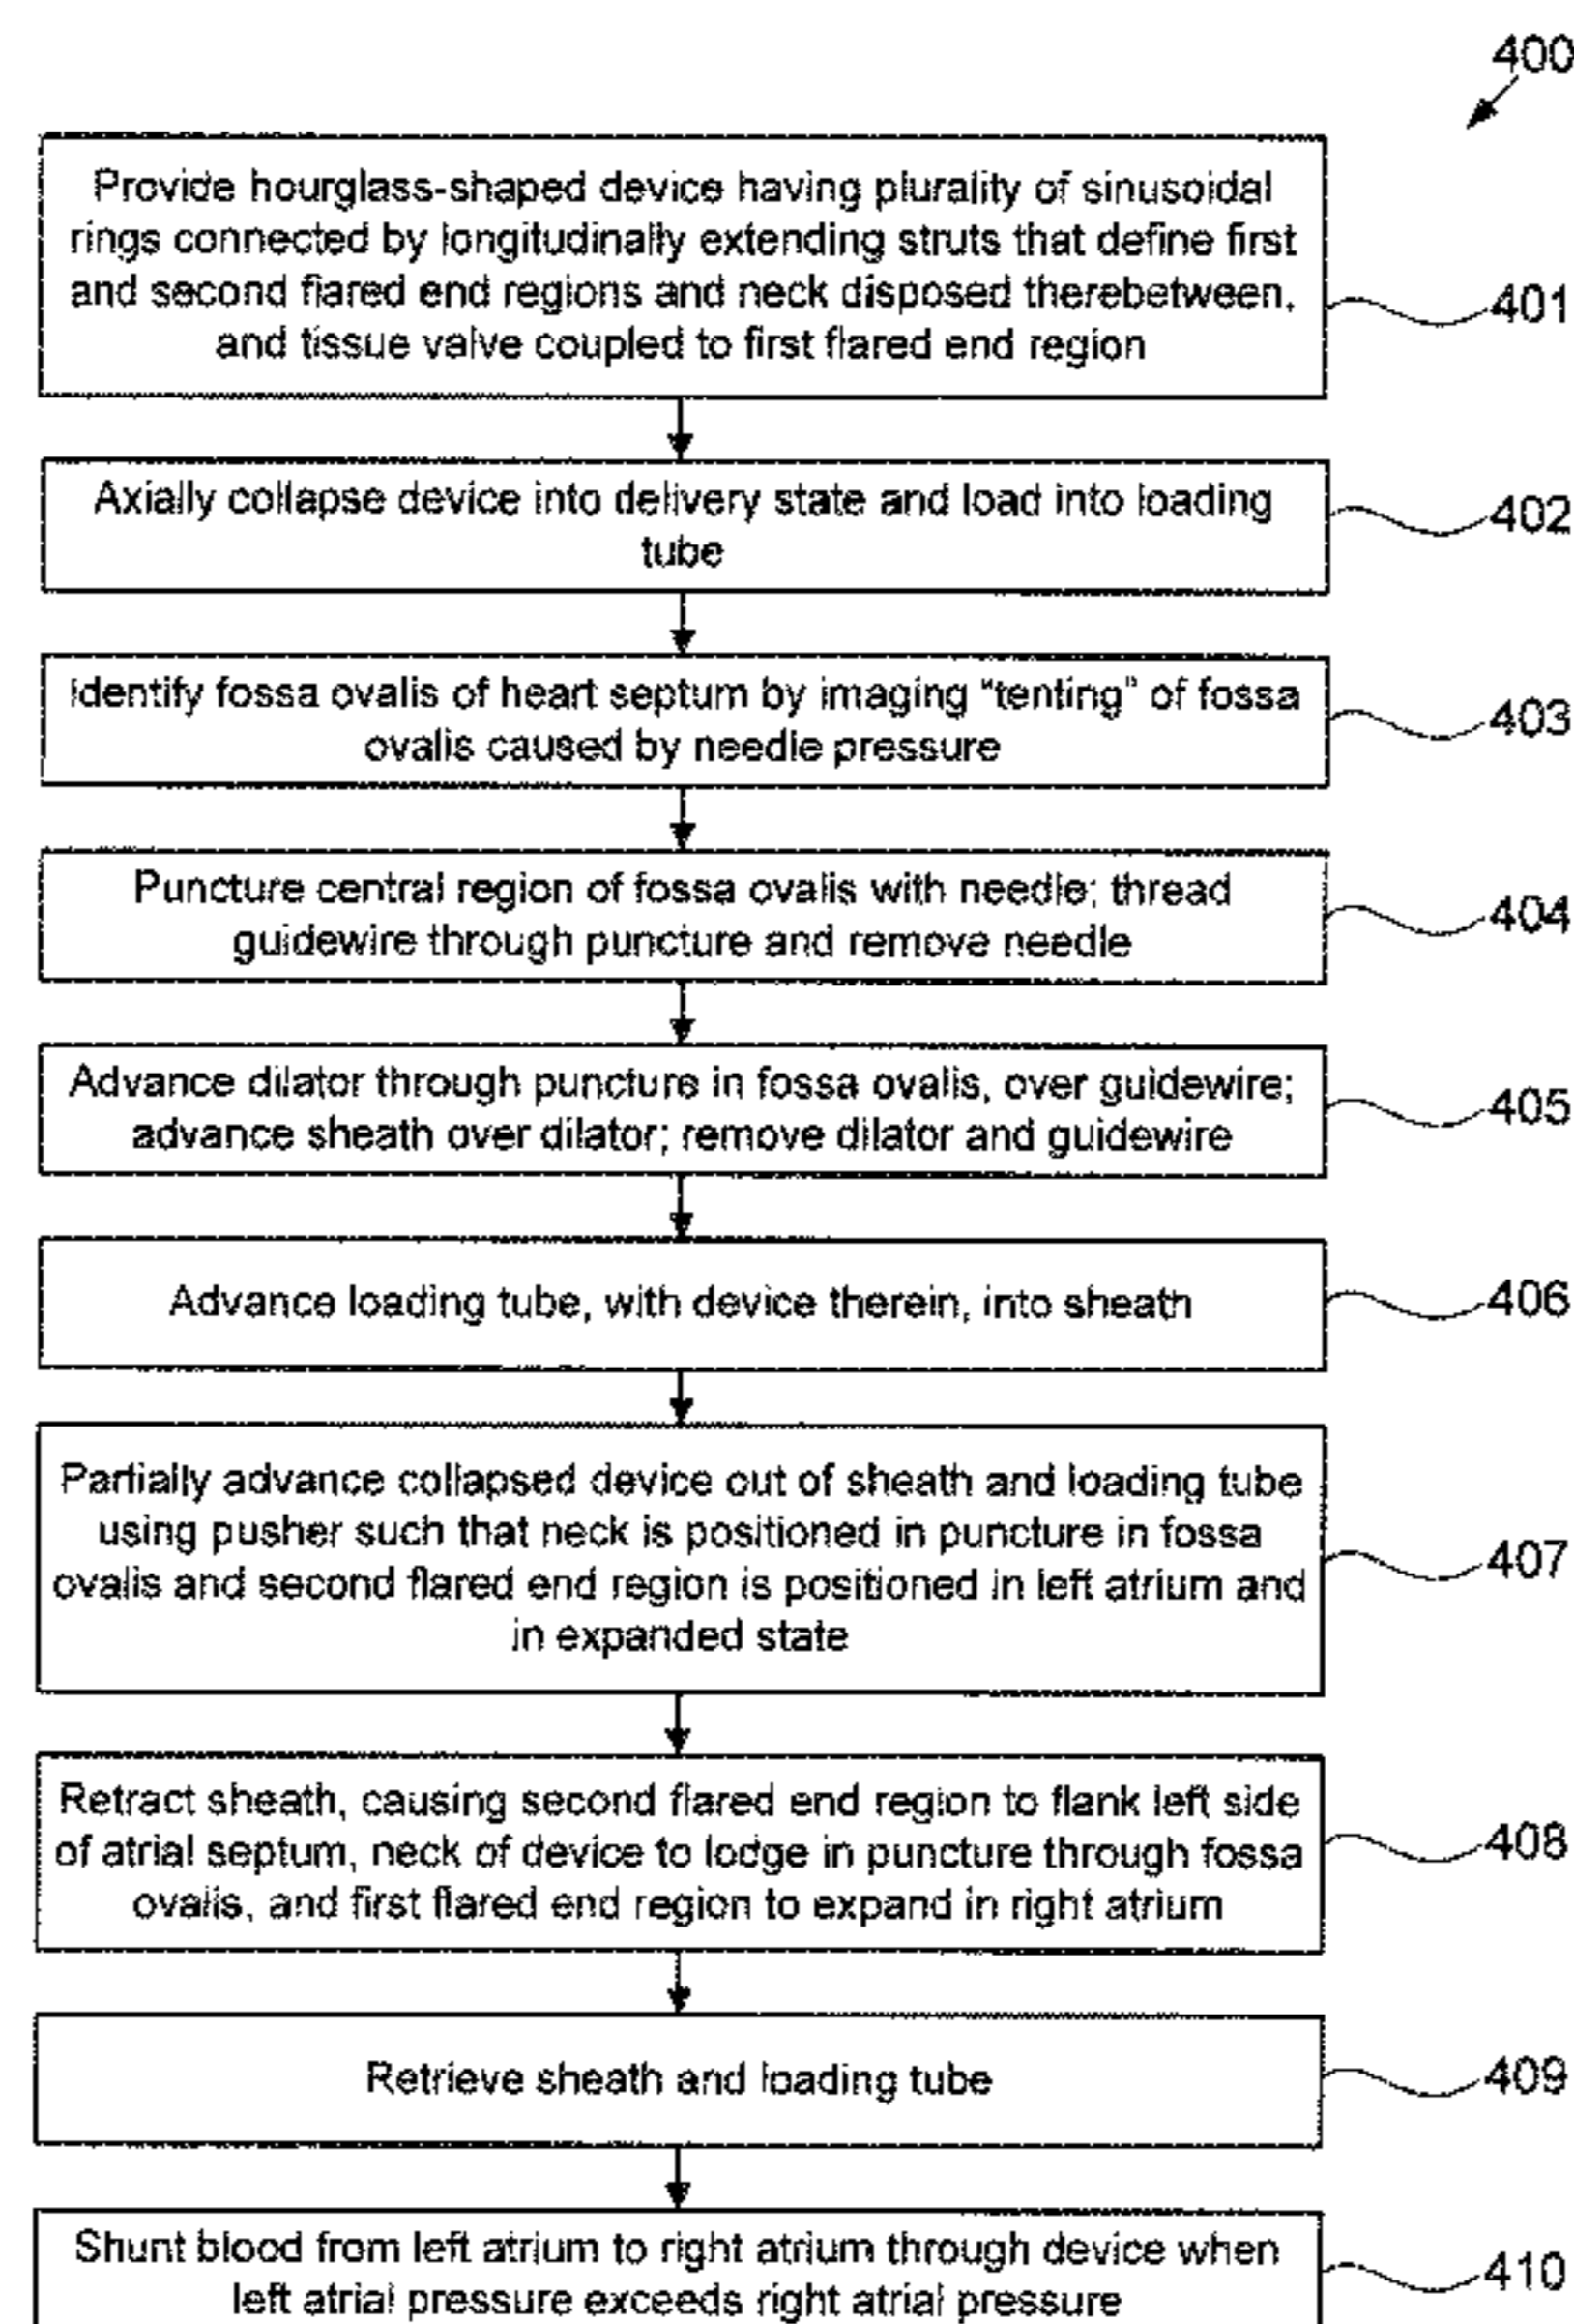 400
Provide hourglass-shaped device having plurality of sinusoidal
rings connected by longitudinally extending struts that define first
and second flared end regions and neck disposed therebetween,
and tissue valve coupled to first flared end region
401
Axially collapse device into delivery state and load into loading
tube
402
Identify fossa ovalis of heart septum by imaging “tenting” of fossa
ovalis caused by needle pressure
403
Puncture central region of fossa ovalis with needle; thread
guidewire through puncture and remove needle
404
Advance dilator through puncture in fossa ovalis, over guidewire;
advance sheath over dilator; remove dilator and guidewire
405
Advance loading tube, with device therein, into sheath
406
Partially advance collapsed device out of sheath and loading tube
using pusher such that neck is positioned in puncture in fossa
ovalis and second flared end region is positioned in left atrium and
in expanded state
407
Retract sheath, causing second flared end region to flank left side
of atrial septum, neck of device to lodge in puncture through fossa
ovalis, and first flared end region to expand in right atrium
408
Retrieve sheath and loading tube
409
Shunt blood from left atrium to right atrium through device when
left atrial pressure exceeds right atrial pressure
410